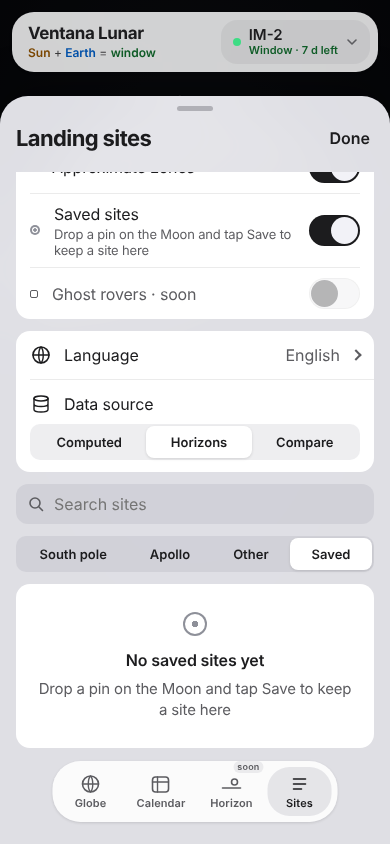 Ventana Lunar
Sun + Earth = window
IM-2
Window · 7 d left
Landing sites
Done
Approximate zones
Saved sites
Drop a pin on the Moon and tap Save to
keep a site here
Ghost rovers · soon
Language
English
Data source
Computed
Horizons
Compare
Search sites
South pole
Apollo
Other
Saved
No saved sites yet
Drop a pin on the Moon and tap Save to keep
a site here
soon
Globe
Calendar
Horizon
Sites